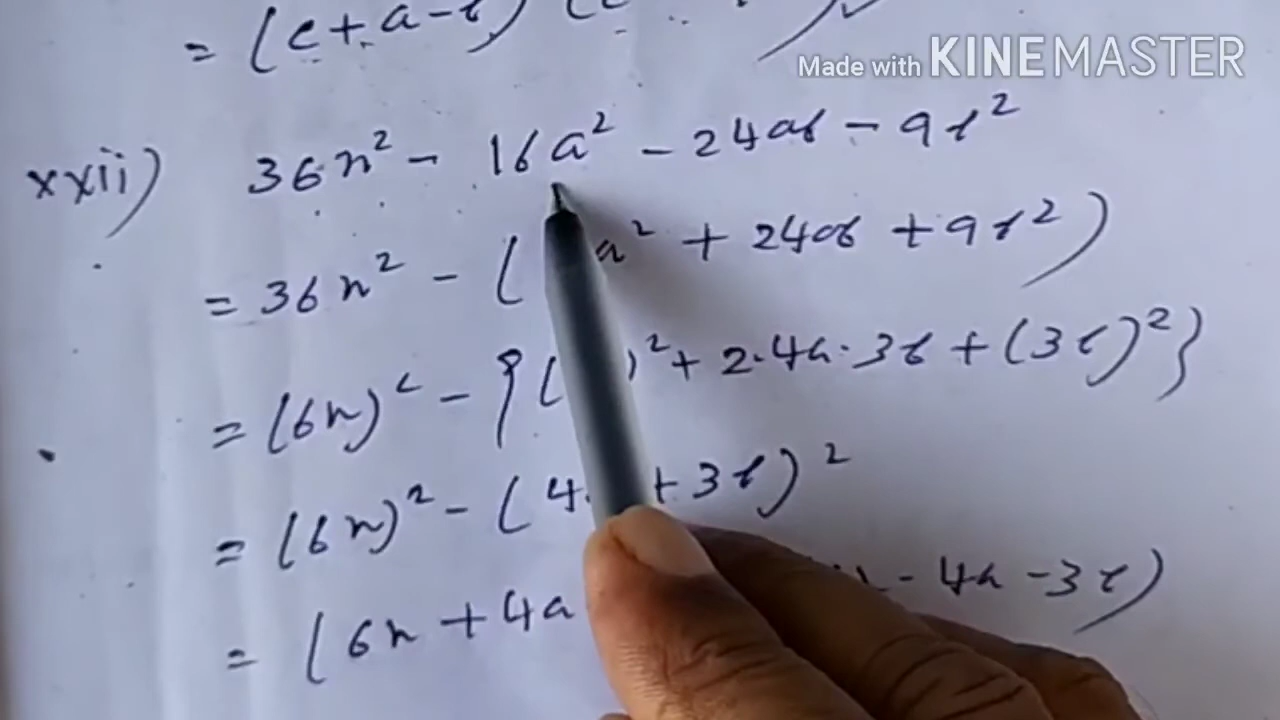 = (c+a-b) (c
Made with KINEMASTER
xxii) 36x² - 16a² - 24ab - 9b²
= 36x² - ( a² + 24ab + 9b²)
= (6x)² - {( )² + 2.4a.3b + (3b)²}
= (6x)² - (4 + 3b)²
= (6x + 4a - 4a - 3b)